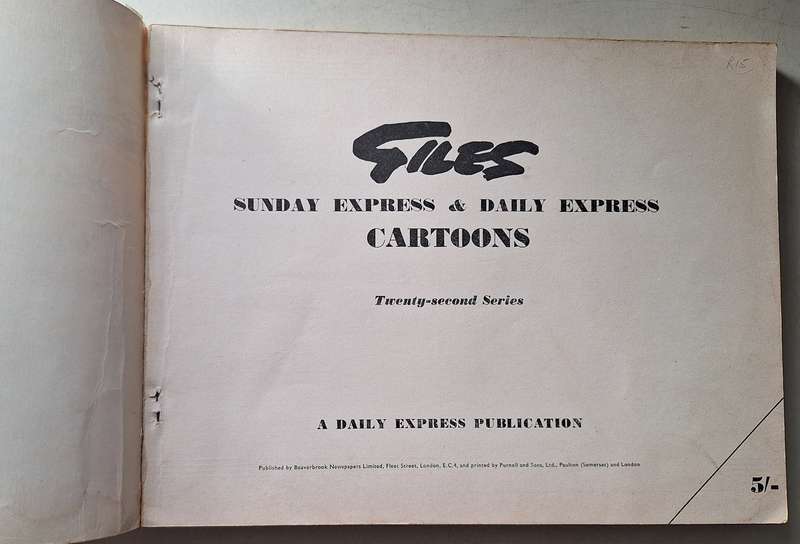 R15
GILES
SUNDAY EXPRESS & DAILY EXPRESS
CARTOONS
Twenty-second Series
A DAILY EXPRESS PUBLICATION
Published by Beaverbrook Newspapers Limited, Fleet Street, London, E.C.4, and printed by Purnell and Sons, Ltd., Paulton (Somerset) and London
5/-